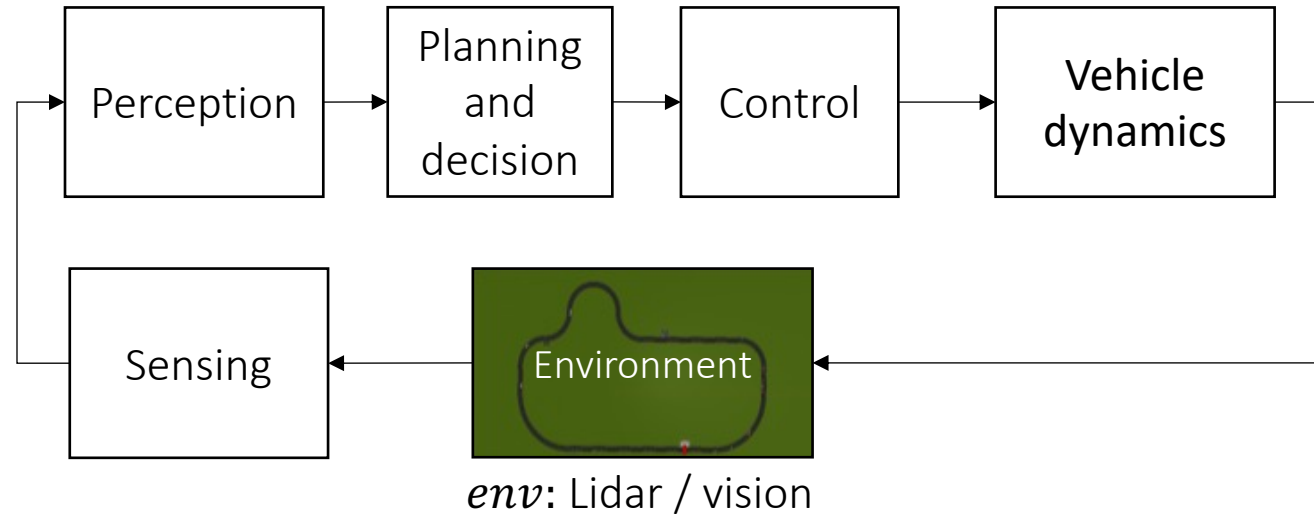 Perception
Planning
and
decision
Control
Vehicle
dynamics
Sensing
Environment
env: Lidar / vision